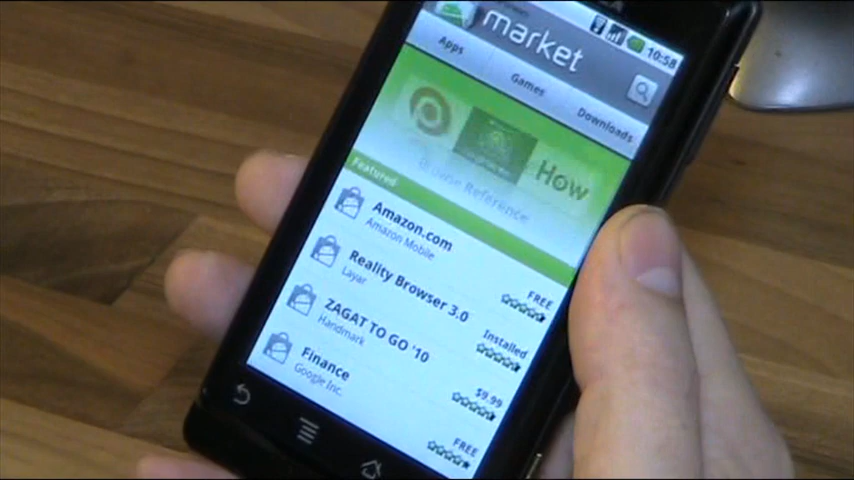 market
10:58
Apps
Games
Downloads
How
Browse Reference
Featured
Amazon.com
Amazon Mobile
FREE
Reality Browser 3.0
Layar
Installed
ZAGAT TO GO '10
Handmark
$9.99
Finance
Google Inc.
FREE